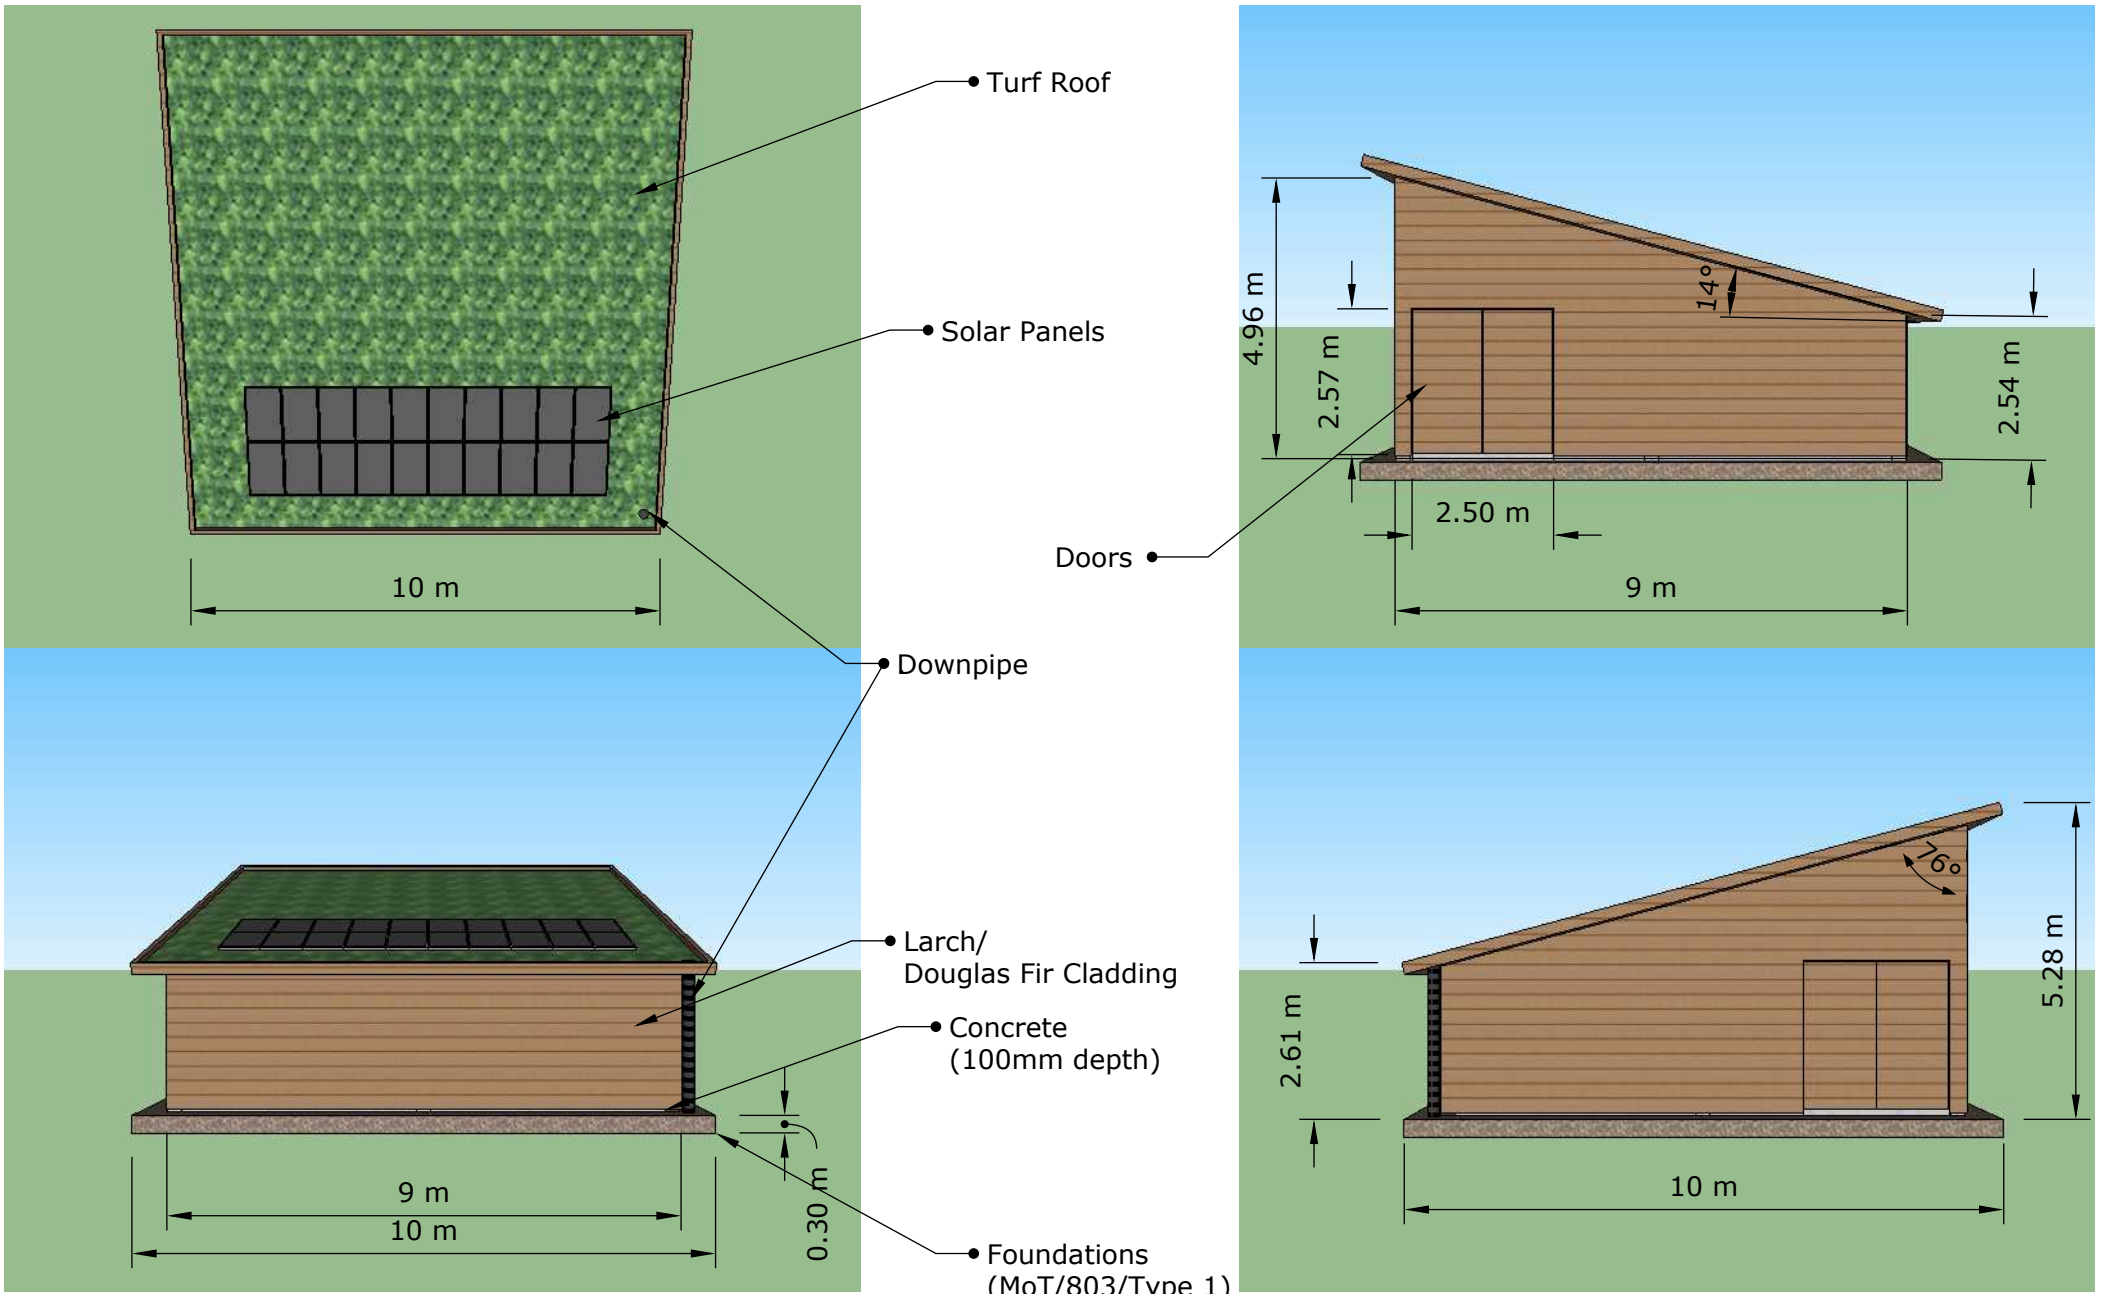 Turf Roof
Solar Panels
10 m
Downpipe
4.96 m
2.57 m
14°
2.54 m
2.50 m
Doors
9 m
Larch/
Douglas Fir Cladding
Concrete
(100mm depth)
9 m
10 m
0.30 m
Foundations
(MoT/803/Type 1)
76°
5.28 m
2.61 m
10 m